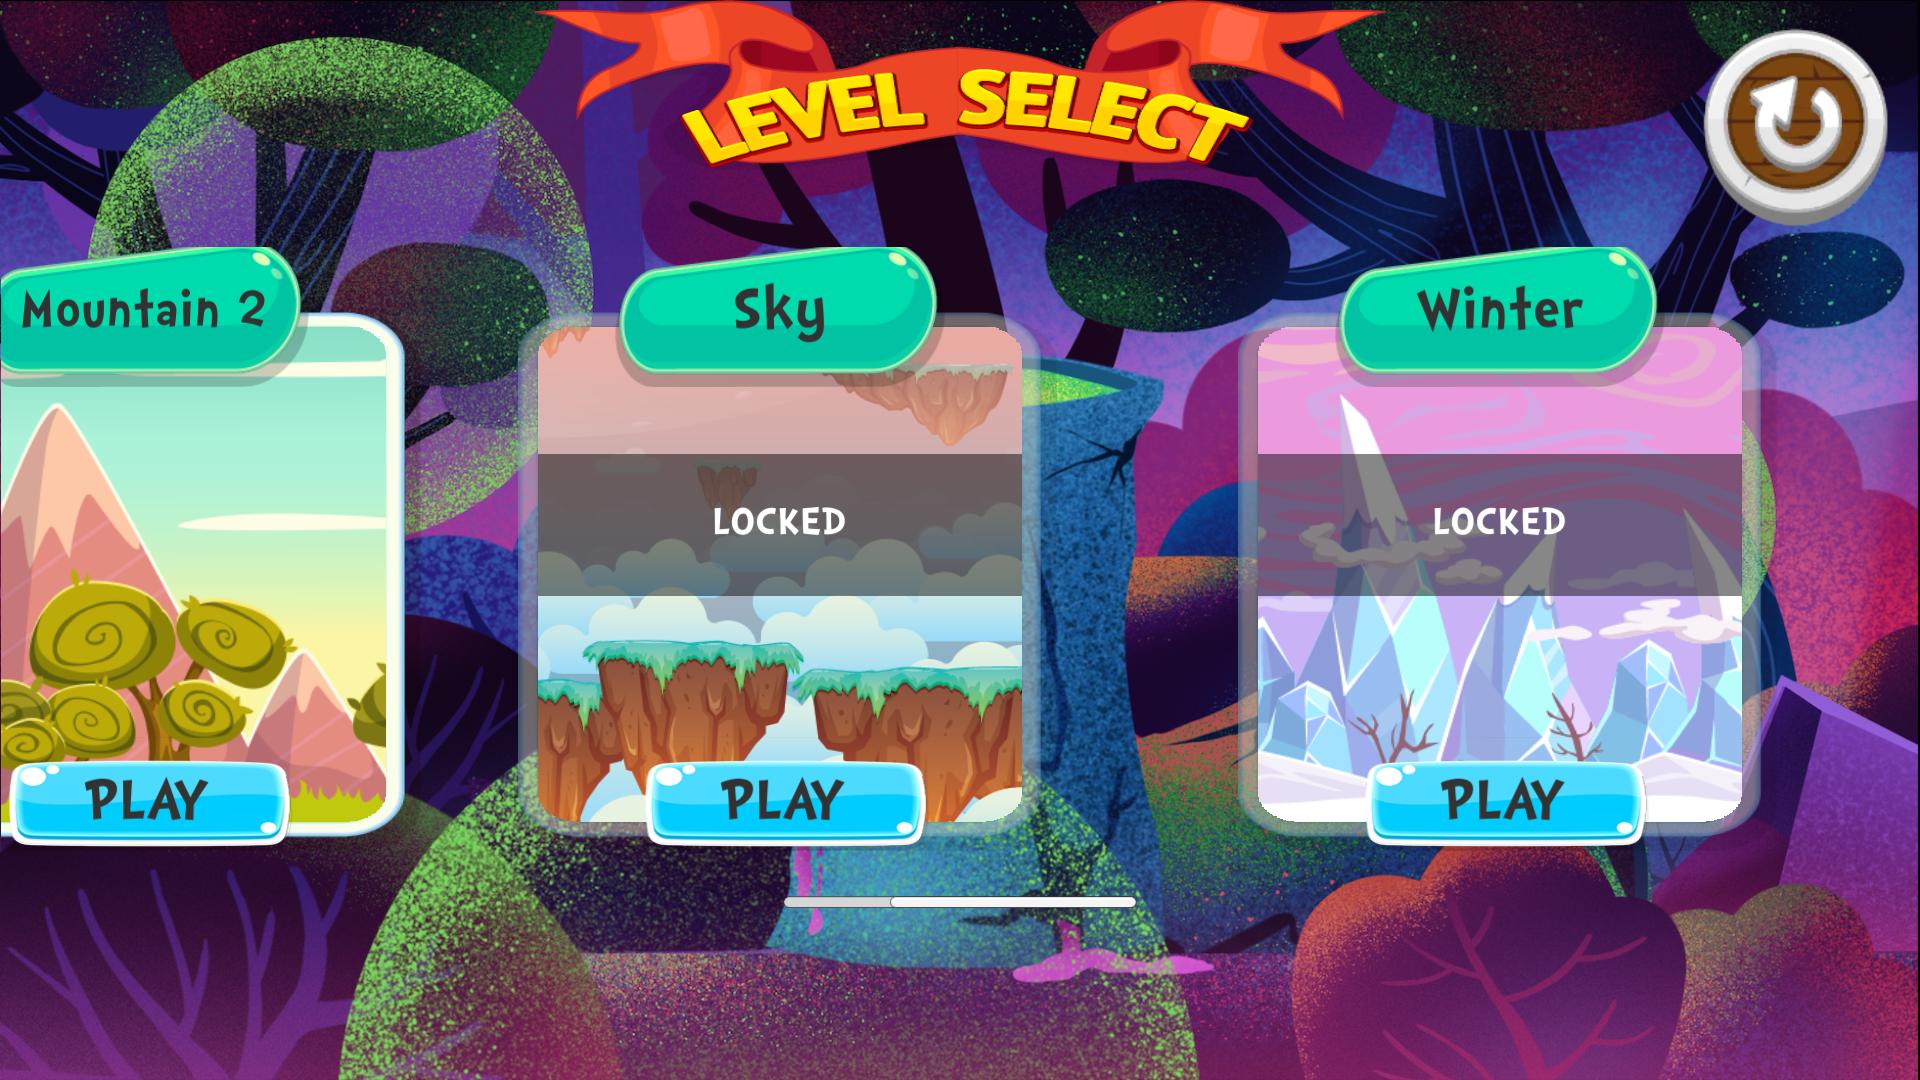 LEVEL SELECT
Mountain 2
Sky
Winter
LOCKED
LOCKED
PLAY
PLAY
PLAY